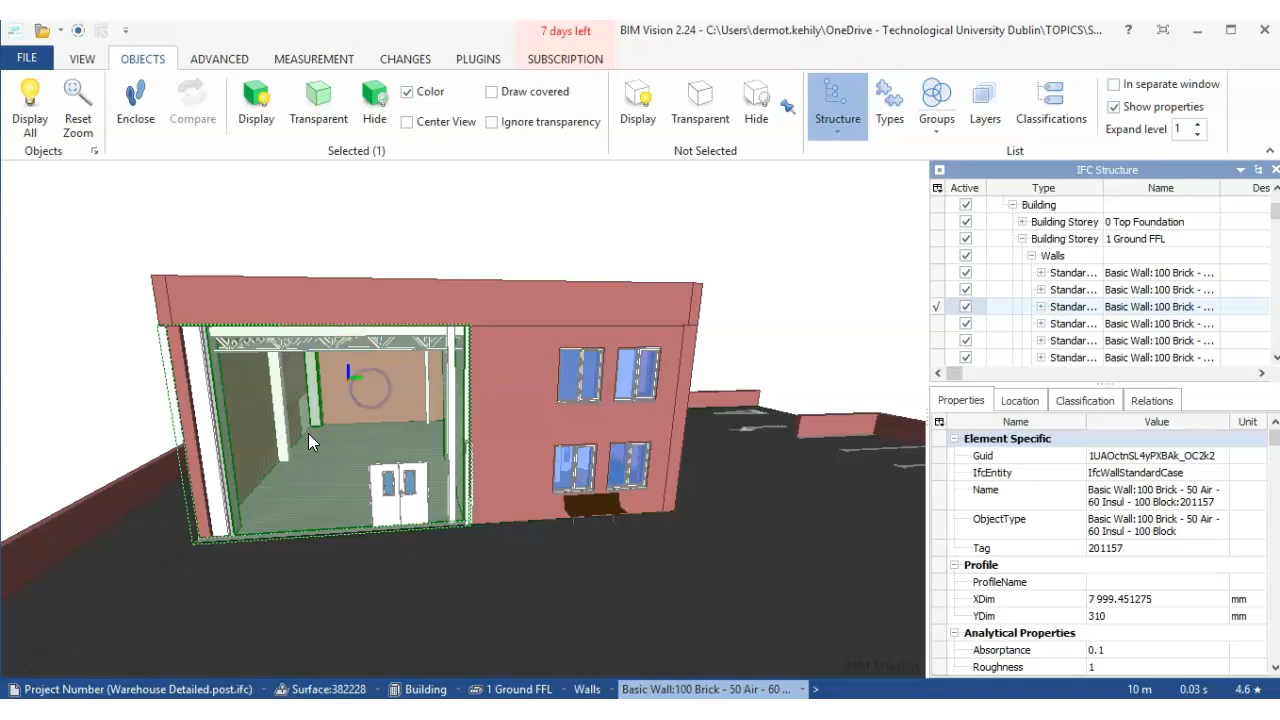 7 days left
BIM Vision 2.24 - C:\Users\dermot.kehily\OneDrive - Technological University Dublin\TOPICS\S...
FILE VIEW OBJECTS ADVANCED MEASUREMENT CHANGES PLUGINS SUBSCRIPTION
Display All
Reset Zoom
Objects
Enclose
Compare
Display
Transparent
Hide
Color
Center View
Draw covered
Ignore transparency
Selected (1)
Display
Transparent
Hide
Not Selected
Structure
Types
Groups
Layers
Classifications
In separate window
Show properties
Expand level 1
List
IFC Structure
Active Type Name Des
Building
Building Storey 0 Top Foundation
Building Storey 1 Ground FFL
Walls
Standar... Basic Wall:100 Brick - ...
Standar... Basic Wall:100 Brick - ...
Standar... Basic Wall:100 Brick - ...
Standar... Basic Wall:100 Brick - ...
Standar... Basic Wall:100 Brick - ...
Standar... Basic Wall:100 Brick - ...
Properties Location Classification Relations
Name Value Unit
Element Specific
Guid 1UAOctnSL4yPXBAk_OC2k2
IfcEntity IfcWallStandardCase
Name Basic Wall:100 Brick - 50 Air -
60 Insul - 100 Block:201157
ObjectType Basic Wall:100 Brick - 50 Air -
60 Insul - 100 Block
Tag 201157
Profile
ProfileName
XDim 7 999.451275 mm
YDim 310 mm
Analytical Properties
Absorptance 0.1
Roughness 1
BIM Vision
Project Number (Warehouse Detailed.post.ifc) Surface:382228 Building 1 Ground FFL Walls Basic Wall:100 Brick - 50 Air - 60 ... > 10 m 0.03 s 4.6